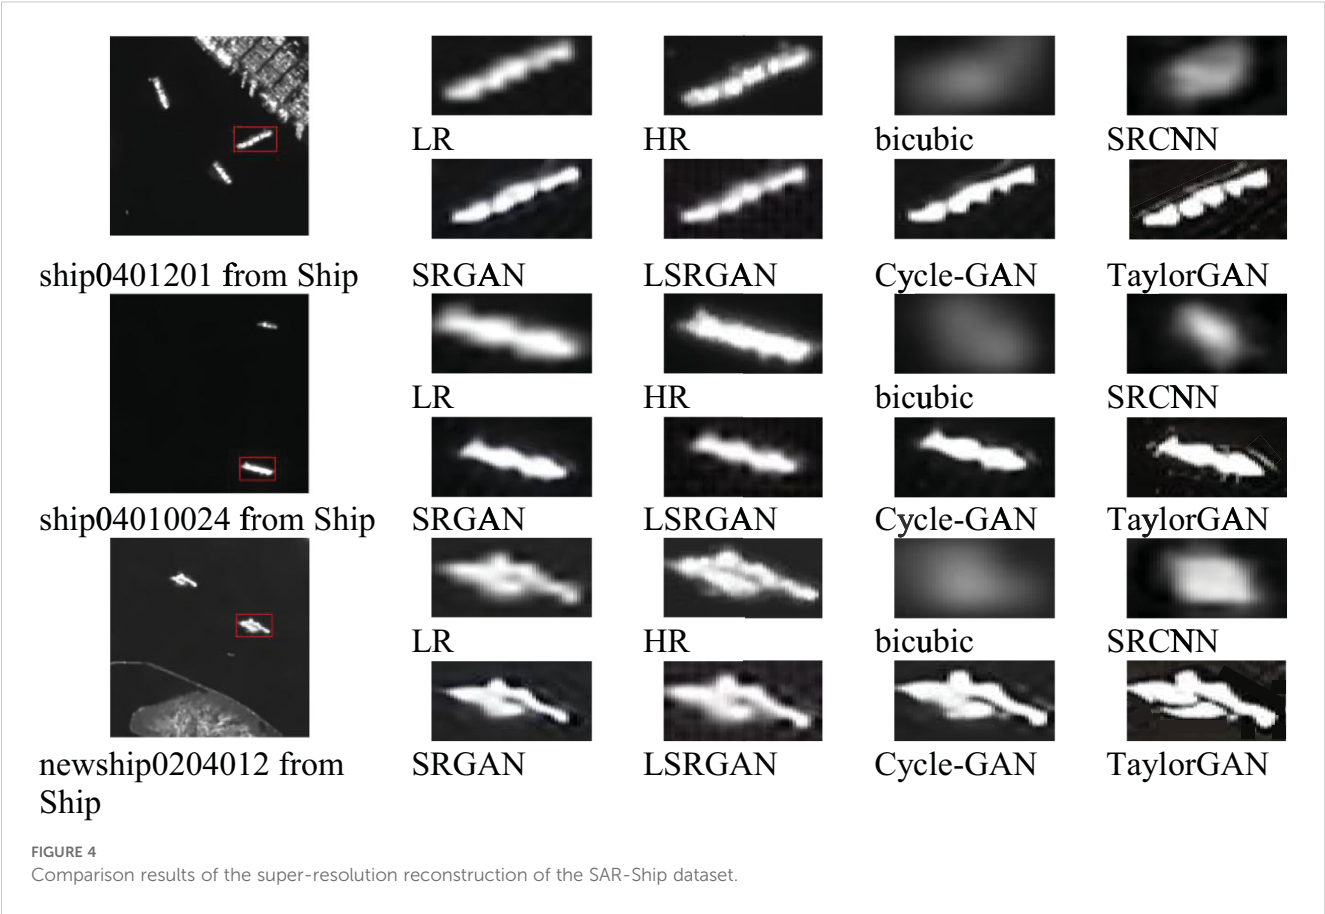 LR HR bicubic SRCNN
ship0401201 from Ship SRGAN LSRGAN Cycle-GAN TaylorGAN
LR HR bicubic SRCNN
ship04010024 from Ship SRGAN LSRGAN Cycle-GAN TaylorGAN
LR HR bicubic SRCNN
newship0204012 from SRGAN LSRGAN Cycle-GAN TaylorGAN
Ship
FIGURE 4
Comparison results of the super-resolution reconstruction of the SAR-Ship dataset.